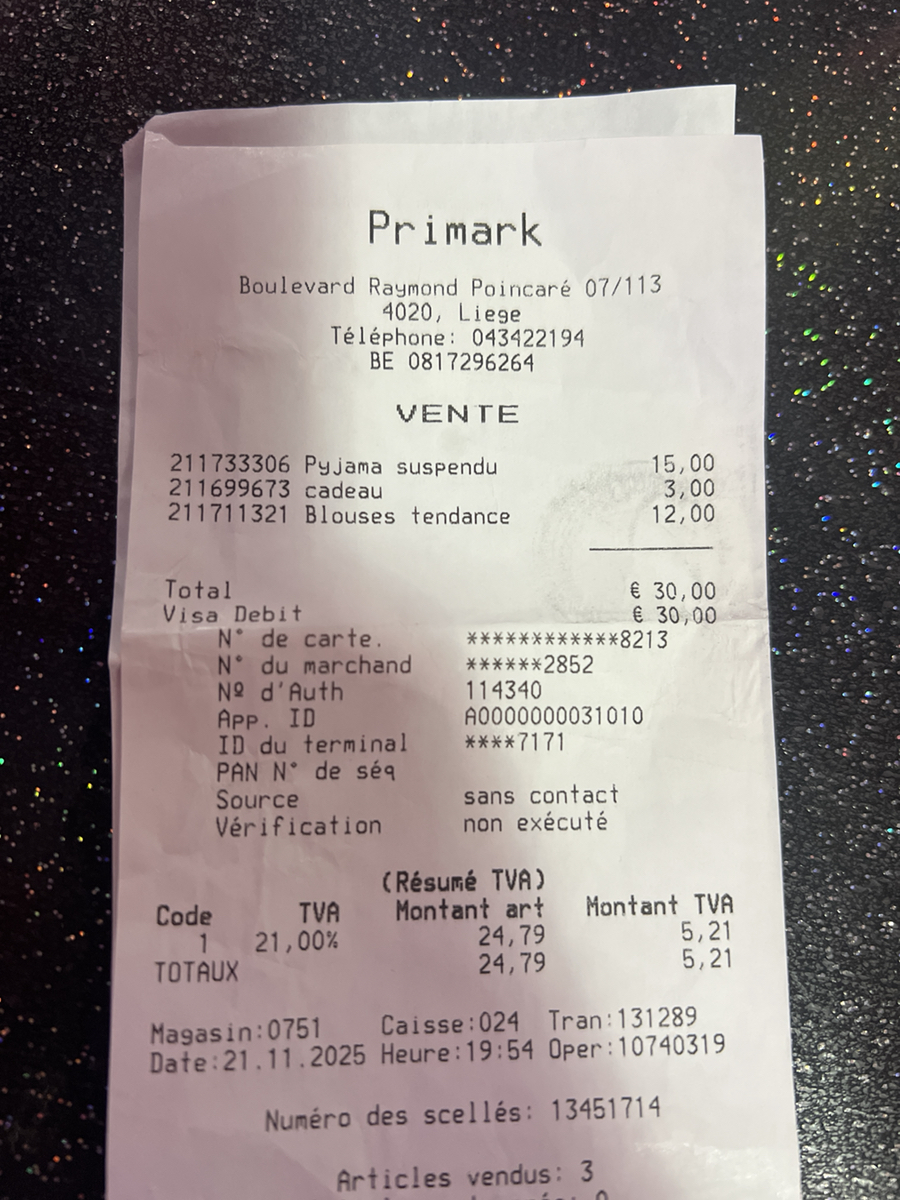 Primark
Boulevard Raymond Poincaré 07/113
4020, Liege
Téléphone: 043422194
BE 0817296264
VENTE
211733306 Pyjama suspendu 15,00
211699673 cadeau 3,00
211711321 Blouses tendance 12,00
Total € 30,00
Visa Debit € 30,00
N° de carte. ************8213
N° du marchand ******2852
Nº d'Auth 114340
App. ID A0000000031010
ID du terminal ****7171
PAN N° de séq
Source sans contact
Vérification non exécuté
(Résumé TVA)
Code TVA Montant art Montant TVA
1 21,00% 24,79 5,21
TOTAUX 24,79 5,21
Magasin:0751 Caisse:024 Tran:131289
Date:21.11.2025 Heure:19:54 Oper:10740319
Numéro des scellés: 13451714
Articles vendus: 3